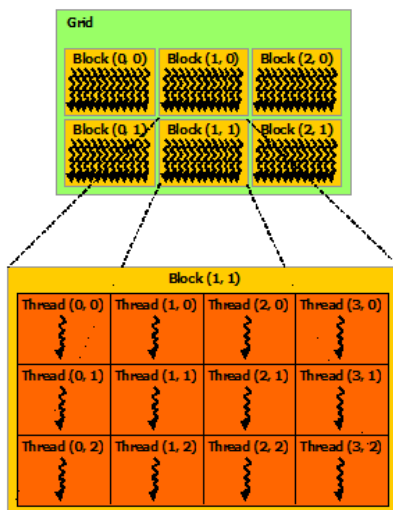 Grid
Block (0, 0) Block (1, 0) Block (2, 0)
Block (0, 1) Block (1, 1) Block (2, 1)
Block (1, 1)
Thread (0, 0) Thread (1, 0) Thread (2, 0) Thread (3, 0)
Thread (0, 1) Thread (1, 1) Thread (2, 1) Thread (3, 1)
Thread (0, 2) Thread (1, 2) Thread (2, 2) Thread (3, 2)